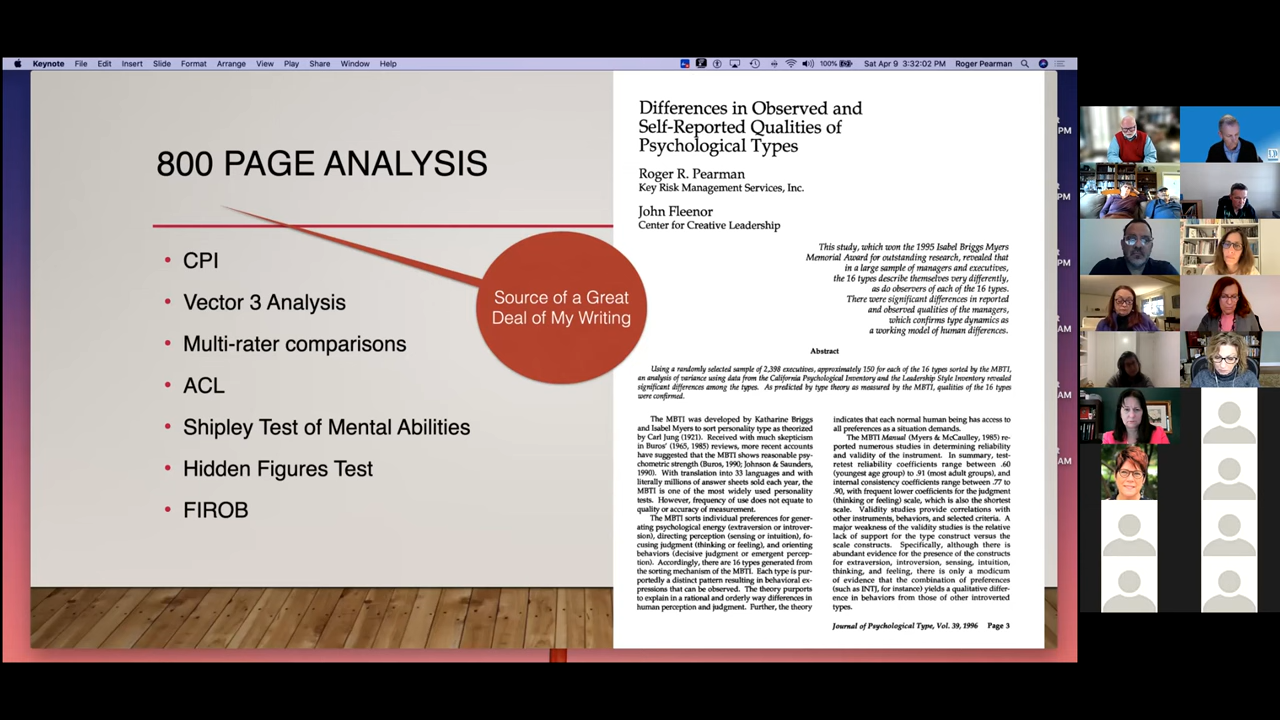 Keynote File Edit Insert Slide Format Arrange View Play Share Window Help
100% Sat Apr 9 3:32:02 PM Roger Pearman
800 PAGE ANALYSIS
• CPI
• Vector 3 Analysis
• Multi-rater comparisons
• ACL
• Shipley Test of Mental Abilities
• Hidden Figures Test
• FIROB
Source of a Great
Deal of My Writing
Differences in Observed and
Self-Reported Qualities of
Psychological Types
Roger R. Pearman
Key Risk Management Services, Inc.
John Fleenor
Center for Creative Leadership
This study, which won the 1995 Isabel Briggs Myers
Memorial Award for outstanding research, revealed that
in a large sample of managers and executives,
the 16 types describe themselves very differently,
as do observers of each of the 16 types.
There were significant differences in reported
and observed qualities of the managers,
which confirms type dynamics as
a working model of human differences.
Abstract
Using a randomly selected sample of 2,398 executives, approximately 150 for each of the 16 types sorted by the MBTI,
an analysis of variance using data from the California Psychological Inventory and the Leadership Style Inventory revealed
significant differences among the types. As predicted by type theory as measured by the MBTI, qualities of the 16 types
were confirmed.
The MBTI was developed by Katharine Briggs
and Isabel Myers to sort personality type as theorized
by Carl Jung (1921). Received with much skepticism
in Buros' (1965, 1985) reviews, more recent accounts
have suggested that the MBTI shows reasonable psy-
chometric strength (Buros, 1990; Johnson & Saunders,
1990). With translation into 33 languages and with
literally millions of answer sheets sold each year, the
MBTI is one of the most widely used personality
tests. However, frequency of use does not equate to
quality or accuracy of measurement.
The MBTI sorts individual preferences for gener-
ating psychological energy (extraversion or introver-
sion), directing perception (sensing or intuition), fo-
cusing judgment (thinking or feeling), and orienting
behaviors (decisive judgment or emergent percep-
tion). Accordingly, there are 16 types generated from
the sorting mechanism of the MBTI. Each type is pur-
portedly a distinct pattern resulting in behavioral ex-
pressions that can be observed. The theory purports
to explain in a rational and orderly way differences in
human perception and judgment. Further, the theory
indicates that each normal human being has access to
all preferences as a situation demands.
The MBTI Manual (Myers & McCaulley, 1985) re-
ported numerous studies in determining reliability
and validity of the instrument. In summary, test-
retest reliability coefficients range between .60
(youngest age group) to .91 (most adult groups), and
internal consistency coefficients range between .77 to
.90, with frequent lower coefficients for the judgment
(thinking or feeling) scale, which is also the shortest
scale. Validity studies provide correlations with
other instruments, behaviors, and selected criteria. A
major weakness of the validity studies is the relative
lack of support for the type construct versus the
scale constructs. Specifically, although there is
abundant evidence for the presence of the constructs
for extraversion, introversion, sensing, intuition,
thinking, and feeling, there is only a modicum
of evidence that the combination of preferences
(such as INTJ, for instance) yields a qualitative differ-
ence in behaviors from those of other introverted
types.
Journal of Psychological Type, Vol. 39, 1996 Page 3